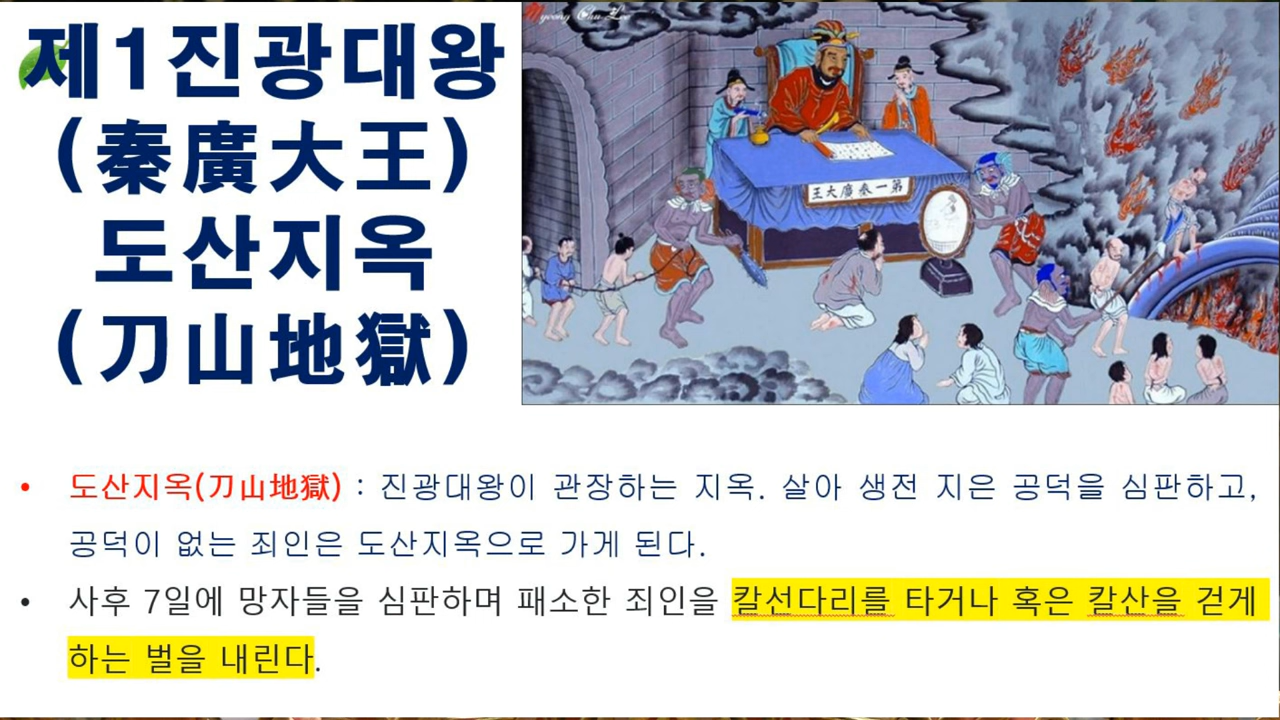 제1진광대왕
(秦廣大王)
도산지옥
(刀山地獄)
Myeong Chu Lee
王大廣秦一第
• 도산지옥(刀山地獄) : 진광대왕이 관장하는 지옥. 살아 생전 지은 공덕을 심판하고,
공덕이 없는 죄인은 도산지옥으로 가게 된다.
• 사후 7일에 망자들을 심판하며 패소한 죄인을 칼선다리를 타거나 혹은 칼산을 걷게
하는 벌을 내린다.